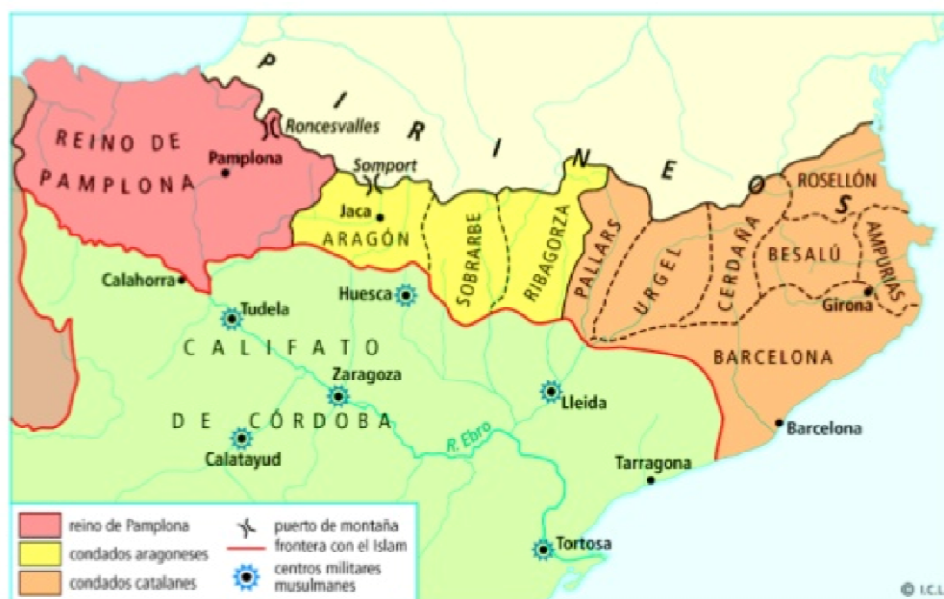 PIRINEOS
REINO DE
PAMPLONA
Roncesvalles
Pamplona
Somport
Jaca
ARAGÓN
SOBRARBE
RIBAGORZA
PALLARS
URGEL
CERDAÑA
ROSELLÓN
BESALÚ
AMPURIAS
Girona
BARCELONA
Barcelona
Calahorra
Tudela
Huesca
CALIFATO
DE CÓRDOBA
Zaragoza
Calatayud
Lleida
R. Ebro
Tarragona
Tortosa
reino de Pamplona
condados aragoneses
condados catalanes
puerto de montaña
frontera con el Islam
centros militares
musulmanes
© I.C.L